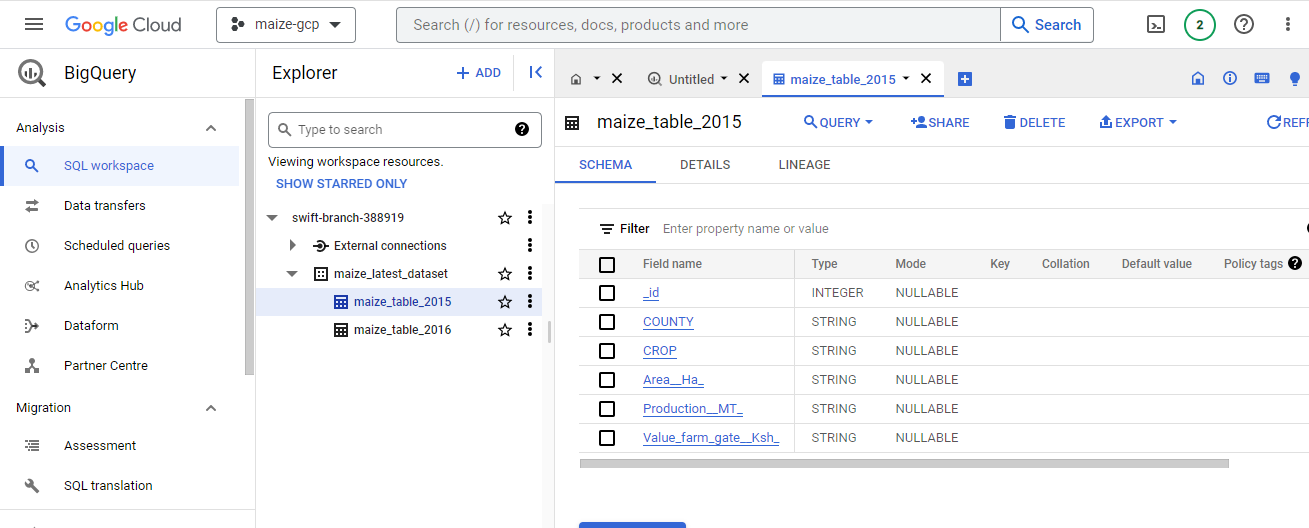 Google Cloud
maize-gcp
Search (/) for resources, docs, products and more
Search
2
BigQuery
Analysis
SQL workspace
Data transfers
Scheduled queries
Analytics Hub
Dataform
Partner Centre
Migration
Assessment
SQL translation
Explorer
ADD
Type to search
Viewing workspace resources.
SHOW STARRED ONLY
swift-branch-388919
External connections
maize_latest_dataset
maize_table_2015
maize_table_2016
Untitled
maize_table_2015
maize_table_2015
QUERY
SHARE
DELETE
EXPORT
REFR
SCHEMA DETAILS LINEAGE
Filter Enter property name or value
Field name Type Mode Key Collation Default value Policy tags
_id INTEGER NULLABLE
COUNTY STRING NULLABLE
CROP STRING NULLABLE
Area__Ha_ STRING NULLABLE
Production__MT_ STRING NULLABLE
Value_farm_gate__Ksh_ STRING NULLABLE